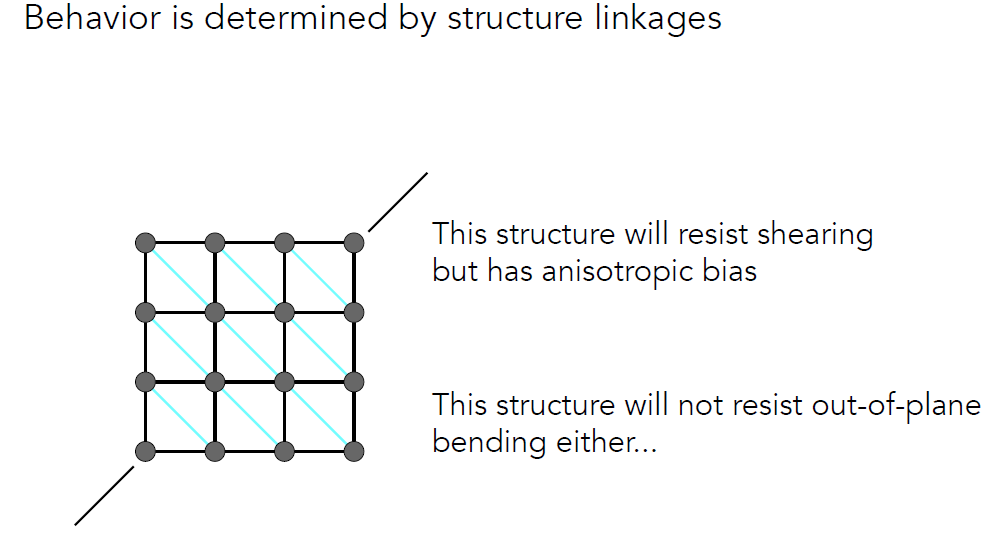 Behavior is determined by structure linkages
This structure will resist shearing
but has anisotropic bias
This structure will not resist out-of-plane
bending either...